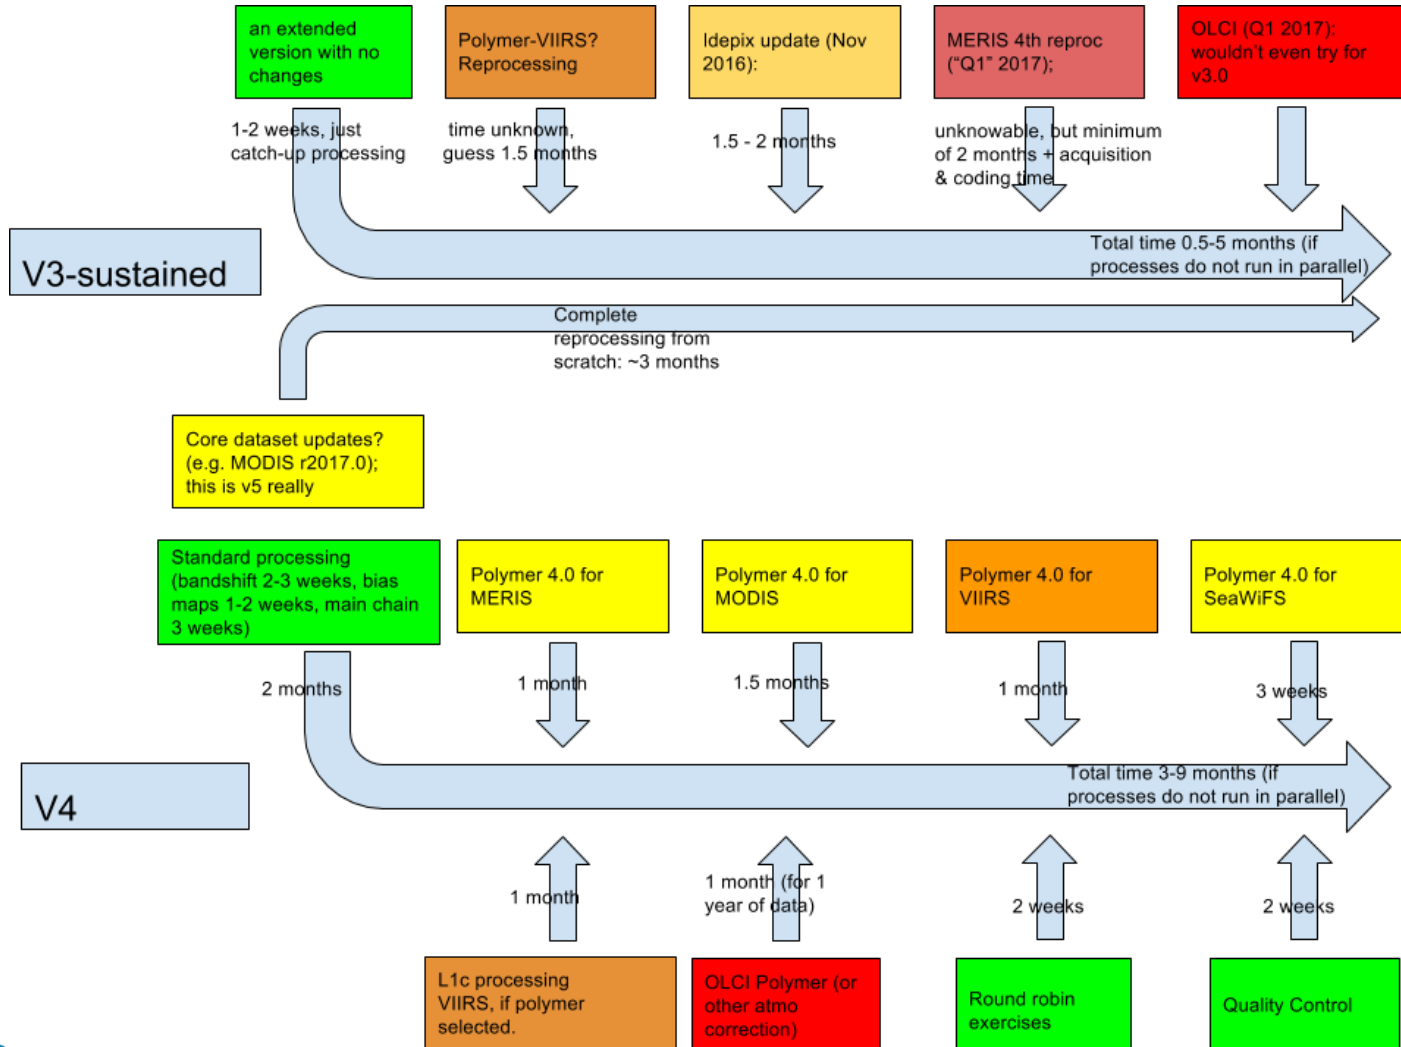 an extended
version with no
changes
Polymer-VIIRS?
Reprocessing
Idepix update (Nov
2016):
MERIS 4th reproc
(“Q1” 2017);
OLCI (Q1 2017):
wouldn’t even try for
v3.0
1-2 weeks, just
catch-up processing
time unknown,
guess 1.5 months
1.5 - 2 months
unknowable, but minimum
of 2 months + acquisition
& coding time
V3-sustained
Total time 0.5-5 months (if
processes do not run in parallel)
Complete
reprocessing from
scratch: ~3 months
Core dataset updates?
(e.g. MODIS r2017.0);
this is v5 really
Standard processing
(bandshift 2-3 weeks, bias
maps 1-2 weeks, main chain
3 weeks)
Polymer 4.0 for
MERIS
Polymer 4.0 for
MODIS
Polymer 4.0 for
VIIRS
Polymer 4.0 for
SeaWiFS
2 months
1 month
1.5 months
1 month
3 weeks
V4
Total time 3-9 months (if
processes do not run in parallel)
1 month
1 month (for 1
year of data)
2 weeks
2 weeks
L1c processing
VIIRS, if polymer
selected.
OLCI Polymer (or
other atmo
correction)
Round robin
exercises
Quality Control